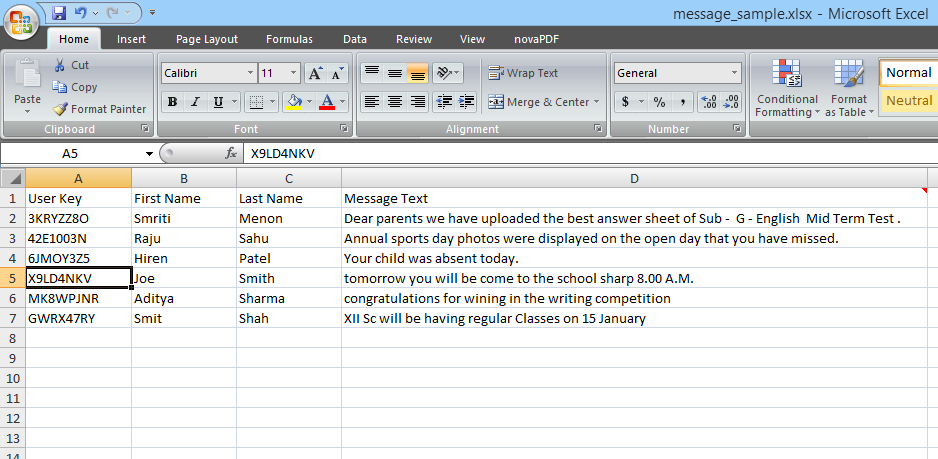 message_sample.xlsx - Microsoft Excel
Home Insert Page Layout Formulas Data Review View novaPDF
Paste Cut Copy Format Painter
Calibri 11 A A
B I U A
Wrap Text
Merge & Center
General
$ % , .00 .00
Conditional Formatting Format as Table
Normal
Neutral
Clipboard Font Alignment Number
A5 fx X9LD4NKV
A B C D
1 User Key First Name Last Name Message Text
2 3KRYZZ8O Smriti Menon Dear parents we have uploaded the best answer sheet of Sub - G - English Mid Term Test .
3 42E1003N Raju Sahu Annual sports day photos were displayed on the open day that you have missed.
4 6JMOY3Z5 Hiren Patel Your child was absent today.
5 X9LD4NKV Joe Smith tomorrow you will be come to the school sharp 8.00 A.M.
6 MK8WPJNR Aditya Sharma congratulations for wining in the writing competition
7 GWRX47RY Smit Shah XII Sc will be having regular Classes on 15 January
8
9
10
11
12
13
14